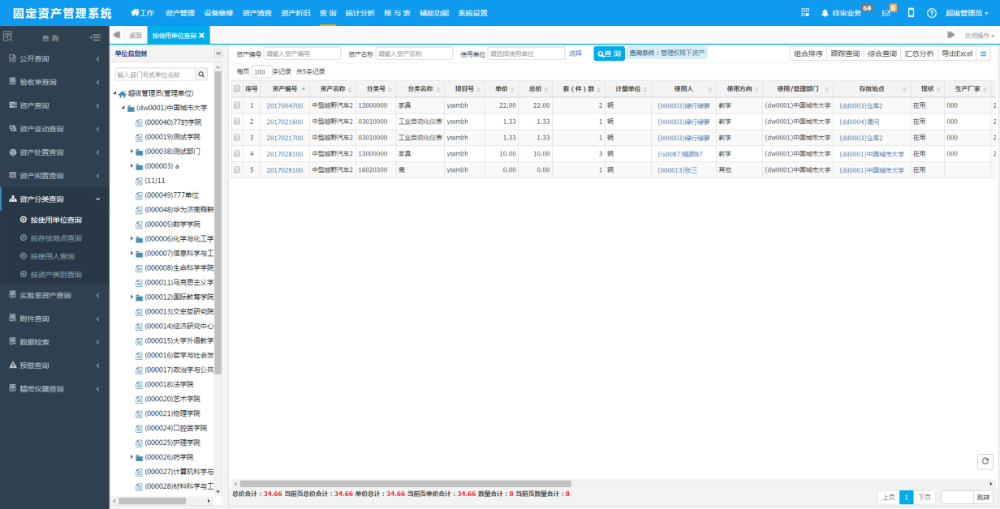 固定资产管理系统 工作 资产管理 设备维修 资产清查 资产折旧 查 询 统计分析 账 与 表 辅助功能 系统设置 待审业务 68 0 超级管理员
查 询
桌面 按使用单位查询 关闭操作
公开查询
验收单查询
资产查询
资产变动查询
资产处置查询
资产闲置查询
资产分类查询
按使用单位查询
按存放地点查询
按使用人查询
按资产类别查询
实验室资产查询
附件查询
数据检索
预警查询
精密仪器查询
单位信息树
输入部门号或单位名称
超级管理员(管理单位)
(dw0001)中国城市大学
(000040)77的学院
(000019)测试学院
(000038)测试部门
(000003) a
(11)11
(000049)777单位
(000048)华为济南舜耕
(000005)数学学院
(000006)化学与化工学
(000007)信息科学与工
(000008)生命科学学院
(000011)马克思主义学
(000012)国际教育学院
(000013)文史哲研究院
(000014)经济研究中心
(000015)大学外语教学
(000016)哲学与社会发
(000017)政治学与公共
(000018)法学院
(000020)艺术学院
(000021)物理学院
(000024)口腔医学院
(000025)护理学院
(000026)药学院
(000027)计算机科学与
(000028)材料科学与工
资产编号 请输入资产编号 资产名称 请输入资产名称 使用单位 请选择使用单位 选择 查 询 查询条件：管理权限下资产 组合排序 跟踪查询 综合查询 汇总分析 导出Excel
每页 100 条记录 共5条记录
序号 资产编号 资产名称 分类号 分类名称 项目号 单价 总价 套（件）数 计量单位 使用人 使用方向 使用/管理部门 存放地点 现状 生产厂家
1 2017004700 中型越野汽车2 13000000 家具 ysxmbh 22.00 22.00 2 辆 (000003)绿行绿萝 教学 (dw0001)中国城市大学 (dd0003)仓库2 在用 000 2
2 2017021600 中型越野汽车2 03010000 工业自动化仪表 ysxmbh 1.33 1.33 1 辆 (000003)绿行绿萝 教学 (dw0001)中国城市大学 (dd0004)请问 在用 000 2
3 2017021700 中型越野汽车2 03010000 工业自动化仪表 ysxmbh 1.33 1.33 1 辆 (000003)绿行绿萝 教学 (dw0001)中国城市大学 (dd0003)仓库2 在用 000 2
4 2017028100 中型越野汽车2 13000000 家具 ysxmbh 10.00 10.00 3 辆 (ry0087)嫣颜87 教学 (dw0001)中国城市大学 (dd0001)中国城市大学 在用 000 2
5 2017029100 中型越野汽车2 16020300 鹿 ysxmbh 0.00 0.00 1 辆 (000013)张三 其他 (dw0001)中国城市大学 (dd0001)中国城市大学 在用
总价合计：34.66 当前页总价合计：34.66 单价总计：34.66 当前页单价合计：34.66 数量合计：8 当前页数量合计：8
上页 1 下页 跳转